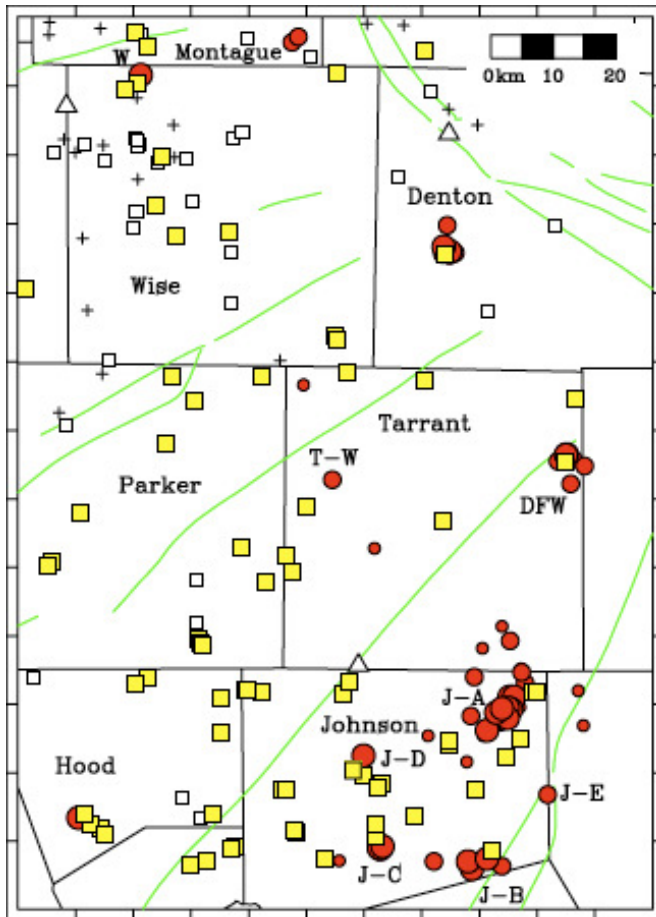 Montague
W
0km 10 20
Denton
Wise
Tarrant
T-W
Parker
DFW
J-A
Johnson
J-D
Hood
J-E
J-C
J-B